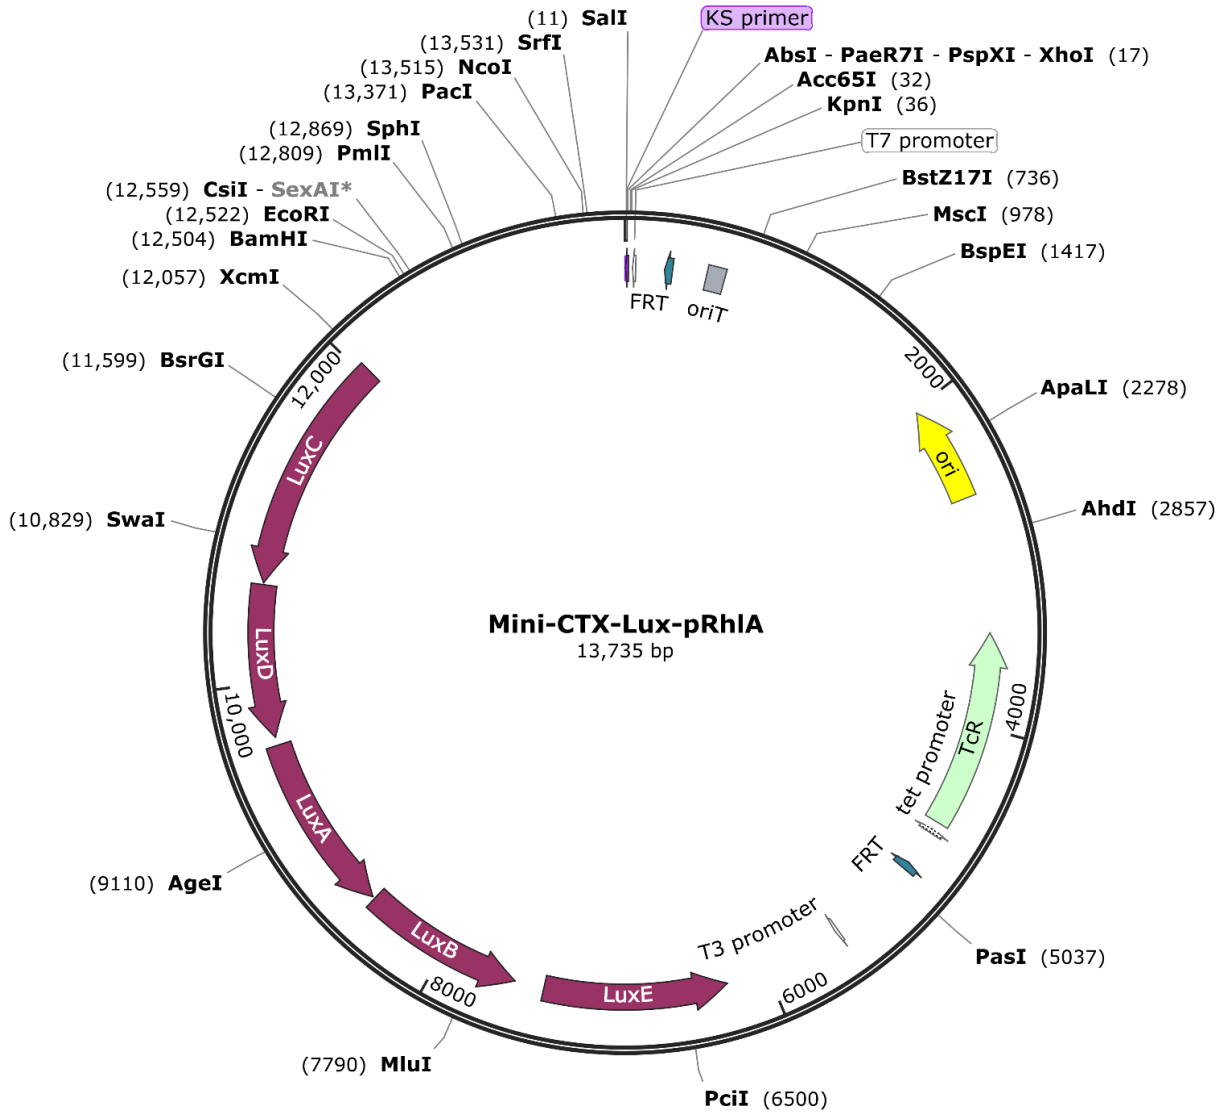 (11) SalI
KS primer
(13,531) SrfI
(13,515) NcoI
(13,371) PacI
(12,869) SphI
(12,809) PmlI
(12,559) CsiI - SexAI*
(12,522) EcoRI
(12,504) BamHI
(12,057) XcmI
(11,599) BsrGI
(10,829) SwaI
(9110) AgeI
(7790) MluI
AbsI - PaeR7I - PspXI - XhoI (17)
Acc65I (32)
KpnI (36)
T7 promoter
BstZ17I (736)
MscI (978)
BspEI (1417)
ApaLI (2278)
AhdI (2857)
PasI (5037)
PciI (6500)
FRT
oriT
2000
ori
4000
TcR
tet promoter
FRT
T3 promoter
6000
LuxE
8000
LuxB
LuxA
10,000
LuxD
LuxC
12,000
Mini-CTX-Lux-pRhlA
13,735 bp